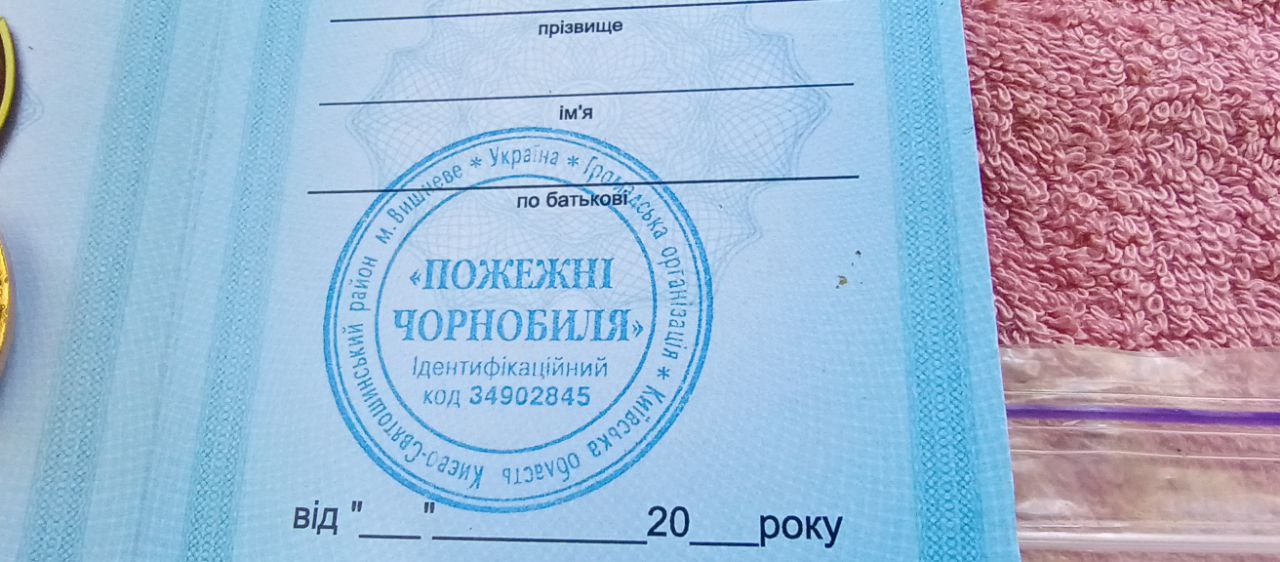 прізвище
ім'я
по батькові
* Україна * Громадська організація * Київська область Києво-Святошинський район м. Вишневе
«ПОЖЕЖНІ
ЧОРНОБИЛЯ»
Ідентифікаційний
код 34902845
від "___"___________20___року